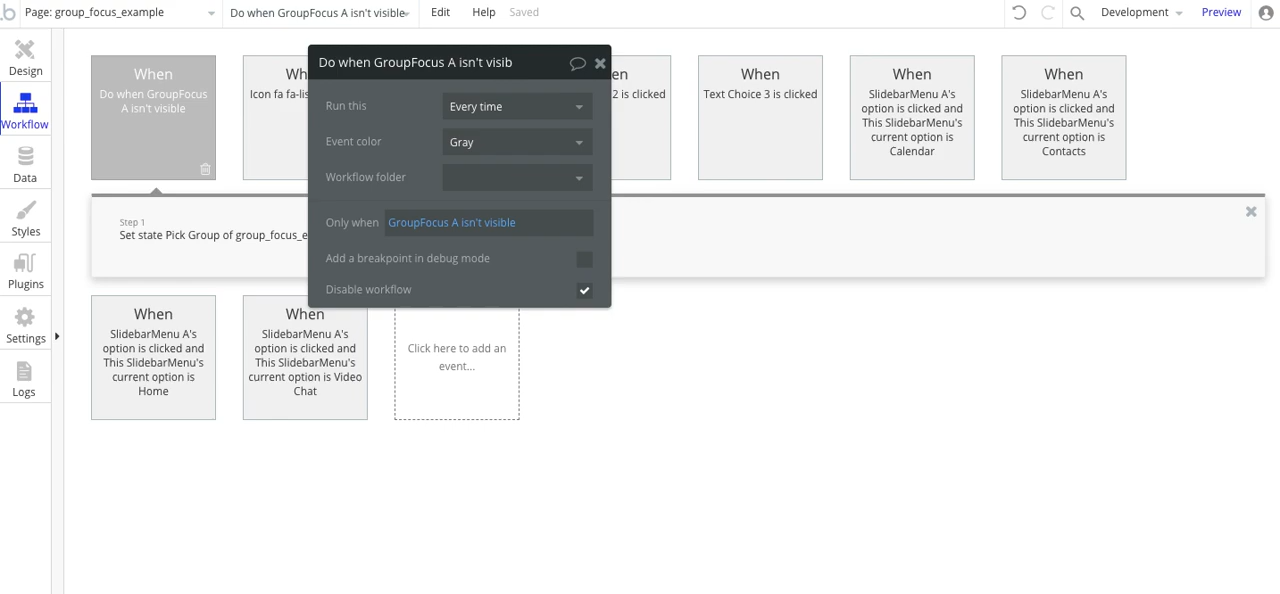 Page: group_focus_example
Do when GroupFocus A isn't visible
Edit
Help
Saved
Development
Preview
Design
Workflow
Data
Styles
Plugins
Settings
Logs
When
Do when GroupFocus
A isn't visible
Icon fa fa-lis
2 is clicked
When
Text Choice 3 is clicked
When
SlidebarMenu A's
option is clicked and
This SlidebarMenu's
current option is
Calendar
When
SlidebarMenu A's
option is clicked and
This SlidebarMenu's
current option is
Contacts
Do when GroupFocus A isn't visib
Run this
Every time
Event color
Gray
Workflow folder
Only when
GroupFocus A isn't visible
Add a breakpoint in debug mode
Disable workflow
Step 1
Set state Pick Group of group_focus_e
When
SlidebarMenu A's
option is clicked and
This SlidebarMenu's
current option is
Home
When
SlidebarMenu A's
option is clicked and
This SlidebarMenu's
current option is Video
Chat
Click here to add an
event...